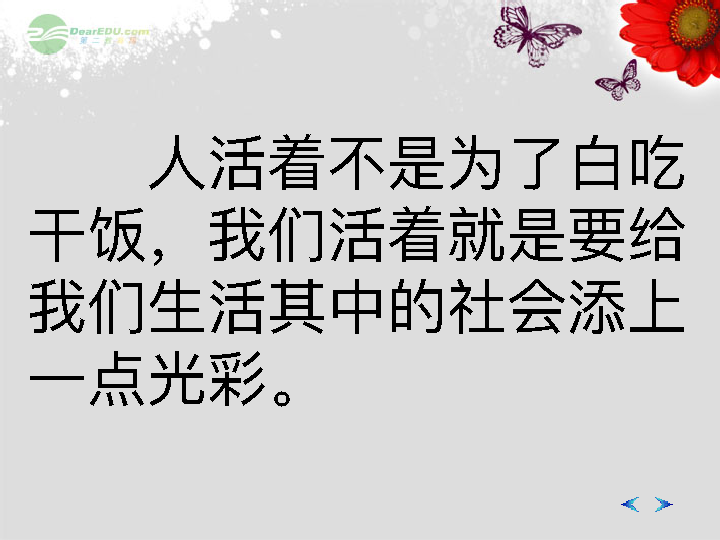 DearEDU.com
第二教育网
人活着不是为了白吃
干饭，我们活着就是要给
我们生活其中的社会添上
一点光彩。